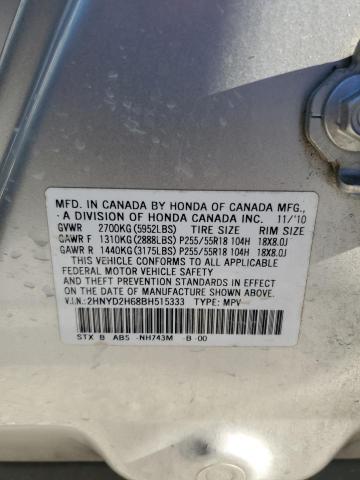 MFD. IN CANADA BY HONDA OF CANADA MFG.,
A DIVISION OF HONDA CANADA INC. 11/'10
GVWR 2700KG(5952LBS) TIRE SIZE RIM SIZE
GAWR F 1310KG(2888LBS)P255/55R18 104H 18X8.0J
GAWR R 1440KG(3175LBS)P255/55R18 104H 18X8.0J
THIS VEHICLE CONFORMS TO ALL APPLICABLE
FEDERAL MOTOR VEHICLE SAFETY
AND THEFT PREVENTION STANDARDS IN EFFECT
ON THE DATE OF MANUFACTURE SHOWN ABOVE.
V.I.N.:2HNYD2H68BH515333 TYPE: MPV
STX B AB5 -NH743M -B -00